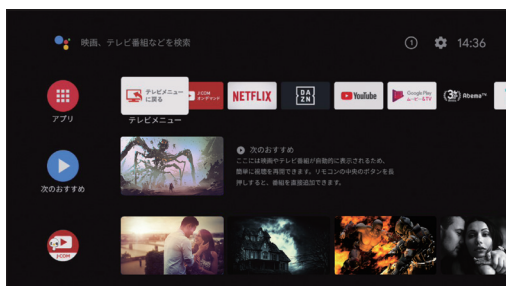 映画、テレビ番組などを検索
1
14:36
アプリ
テレビメニュー
に戻る
J:COM
オンデマンド
NETFLIX
DA
ZN
YouTube
Google Play
ムービー&TV
Abema
テレビメニュー
次のおすすめ
次のおすすめ
ここには映画やテレビ番組が自動的に表示されるため、
簡単に視聴を再開できます。リモコンの中央のボタンを長
押しすると、番組を直接追加できます。
J:COM